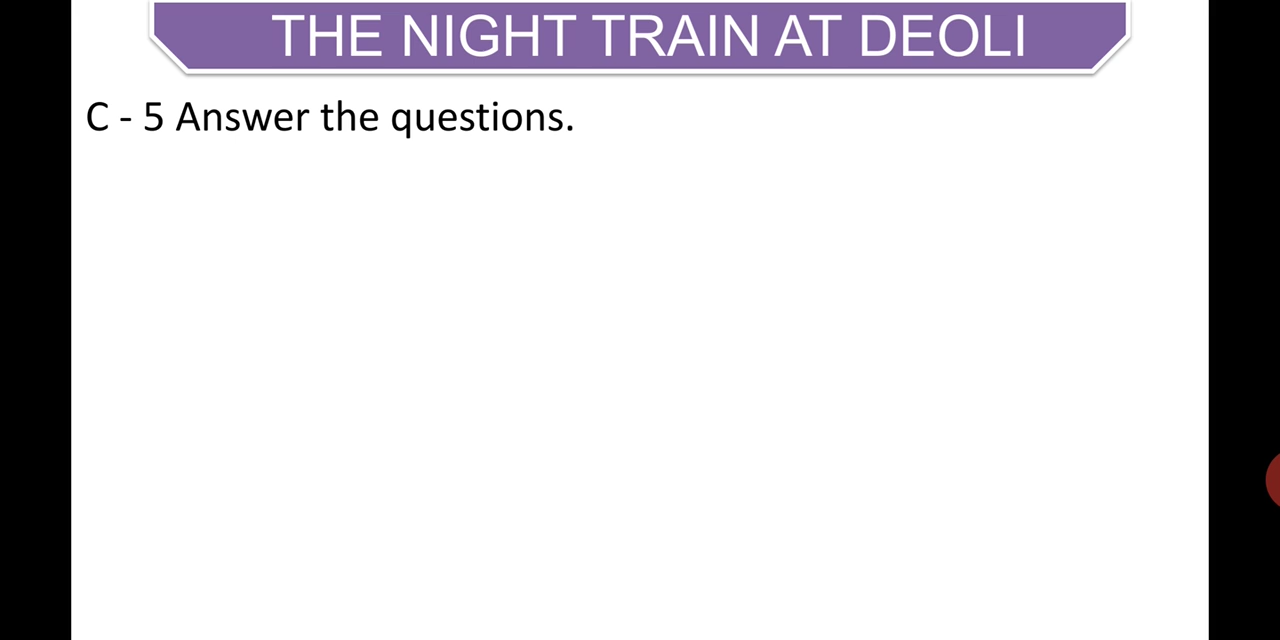 THE NIGHT TRAIN AT DEOLI
C - 5 Answer the questions.